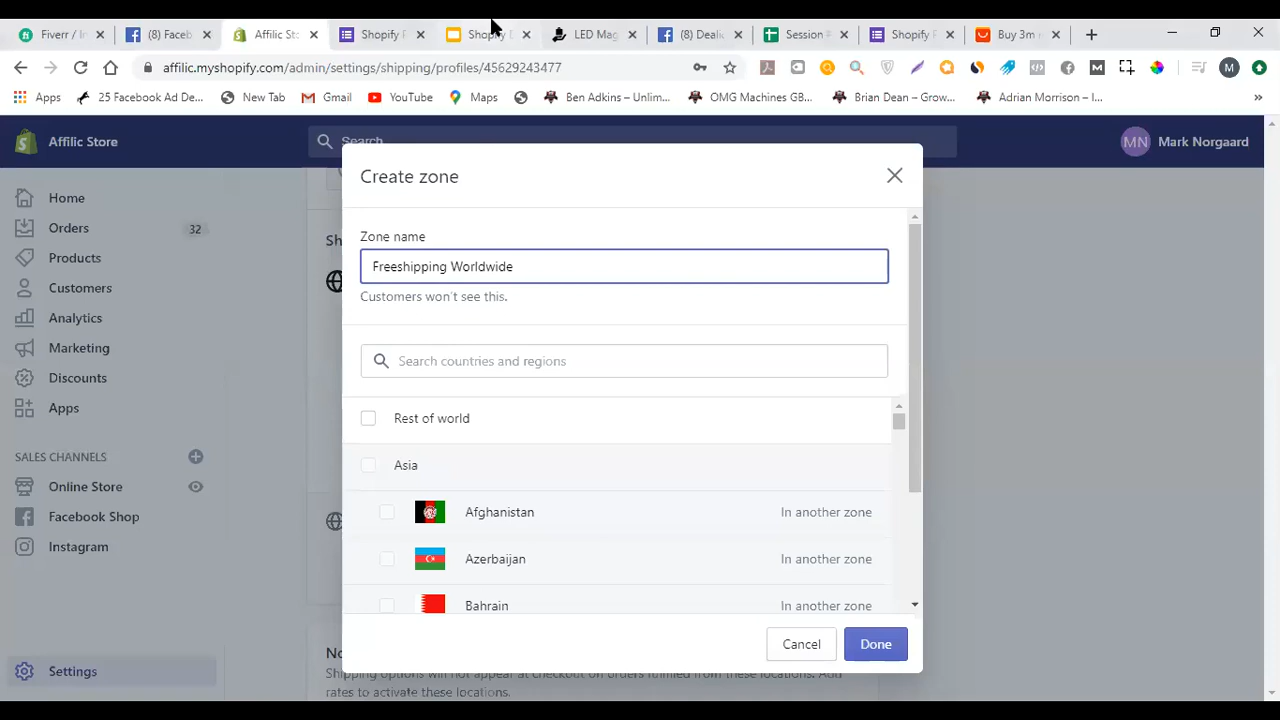 Fiverr / In
(8) Faceb
Affilic Sto
Shopify F
Shopify D
LED Mag
(8) Deals
Session #
Shopify F
Buy 3m
affilic.myshopify.com/admin/settings/shipping/profiles/45629243477
Apps
25 Facebook Ad De...
New Tab
Gmail
YouTube
Maps
Ben Adkins – Unlim...
OMG Machines GB...
Brian Dean – Grow...
Adrian Morrison – I...
»
Affilic Store
Search
MN Mark Norgaard
Home
Orders 32
Products
Customers
Analytics
Marketing
Discounts
Apps
SALES CHANNELS
Online Store
Facebook Shop
Instagram
Settings
Create zone
Zone name
Freeshipping Worldwide
Customers won't see this.
Search countries and regions
Rest of world
Asia
Afghanistan In another zone
Azerbaijan In another zone
Bahrain In another zone
Cancel
Done
Sh
No
Shipping options will not appear at checkout on orders fulfilled from these locations. Add
rates to activate these locations.